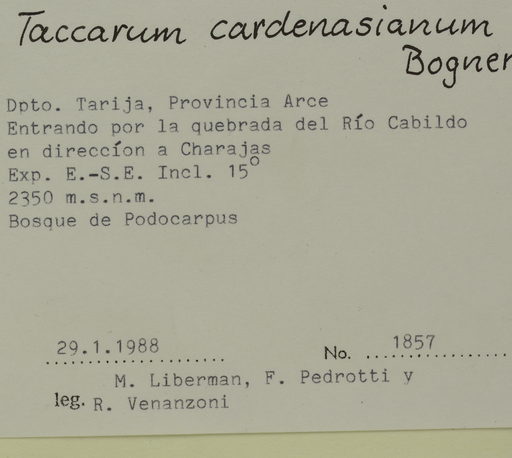 Taccarum cardenasianum
Bogner
Dpto. Tarija, Provincia Arce
Entrando por la quebrada del Río Cabildo
en direccíon a Charajas
Exp. E.-S.E. Incl. 15°
2350 m.s.n.m.
Bosque de Podocarpus
29.1.1988 No. 1857
M. Liberman, F. Pedrotti y
leg. R. Venanzoni